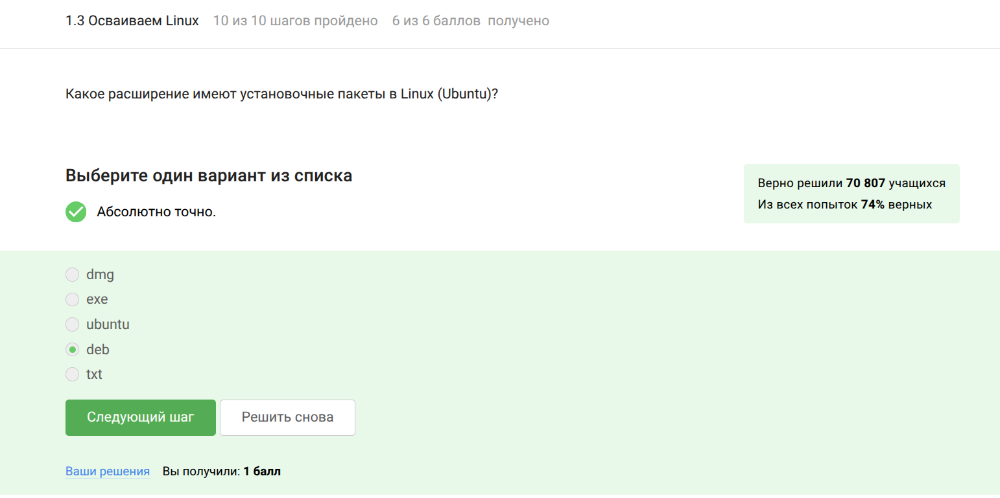 1.3 Осваиваем Linux 10 из 10 шагов пройдено 6 из 6 баллов получено
Какое расширение имеют установочные пакеты в Linux (Ubuntu)?
Выберите один вариант из списка
Абсолютно точно.
Верно решили 70 807 учащихся
Из всех попыток 74% верных
dmg
exe
ubuntu
deb
txt
Следующий шаг Решить снова
Ваши решения Вы получили: 1 балл